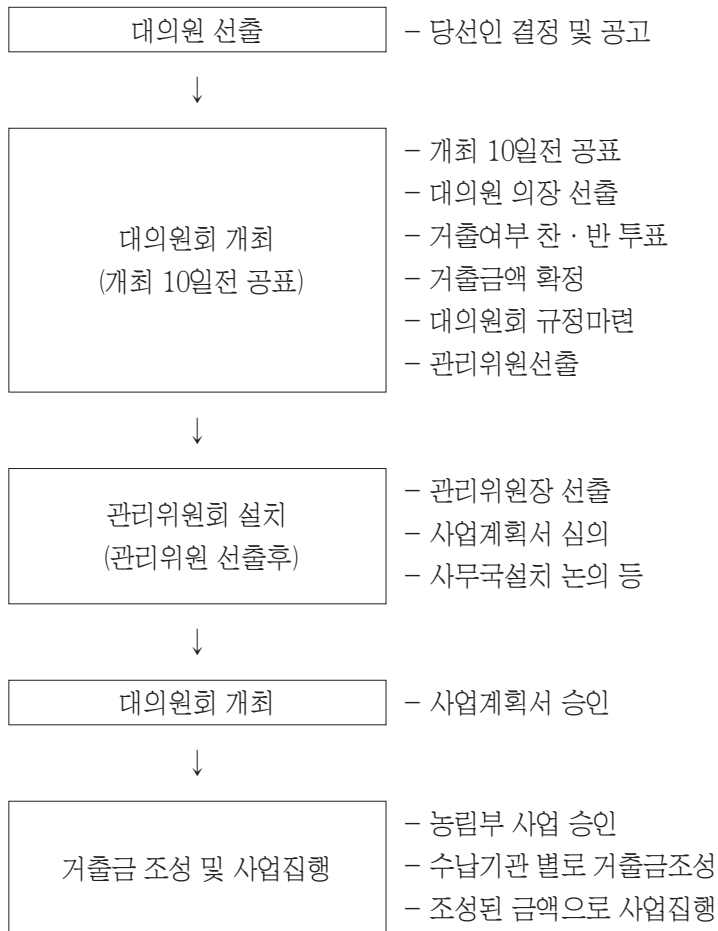 대의원 선출
- 당선인 결정 및 공고
↓
대의원회 개최
(개최 10일전 공표)
- 개최 10일전 공표
- 대의원 의장 선출
- 거출여부 찬 · 반 투표
- 거출금액 확정
- 대의원회 규정마련
- 관리위원선출
↓
관리위원회 설치
(관리위원 선출후)
- 관리위원장 선출
- 사업계획서 심의
- 사무국설치 논의 등
↓
대의원회 개최
- 사업계획서 승인
↓
거출금 조성 및 사업집행
- 농림부 사업 승인
- 수납기관 별로 거출금조성
- 조성된 금액으로 사업집행